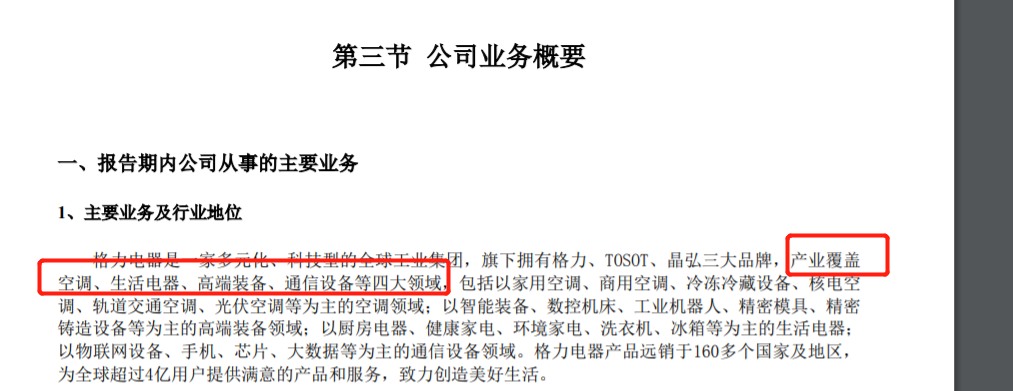 第三节 公司业务概要
一、报告期内公司从事的主要业务
1、主要业务及行业地位
格力电器是一家多元化、科技型的全球工业集团，旗下拥有格力、TOSOT、晶弘三大品牌，产业覆盖
空调、生活电器、高端装备、通信设备等四大领域，包括以家用空调、商用空调、冷冻冷藏设备、核电空
调、轨道交通空调、光伏空调等为主的空调领域；以智能装备、数控机床、工业机器人、精密模具、精密
铸造设备等为主的高端装备领域；以厨房电器、健康家电、环境家电、洗衣机、冰箱等为主的生活电器；
以物联网设备、手机、芯片、大数据等为主的通信设备领域。格力电器产品远销于160多个国家及地区，
为全球超过4亿用户提供满意的产品和服务，致力创造美好生活。